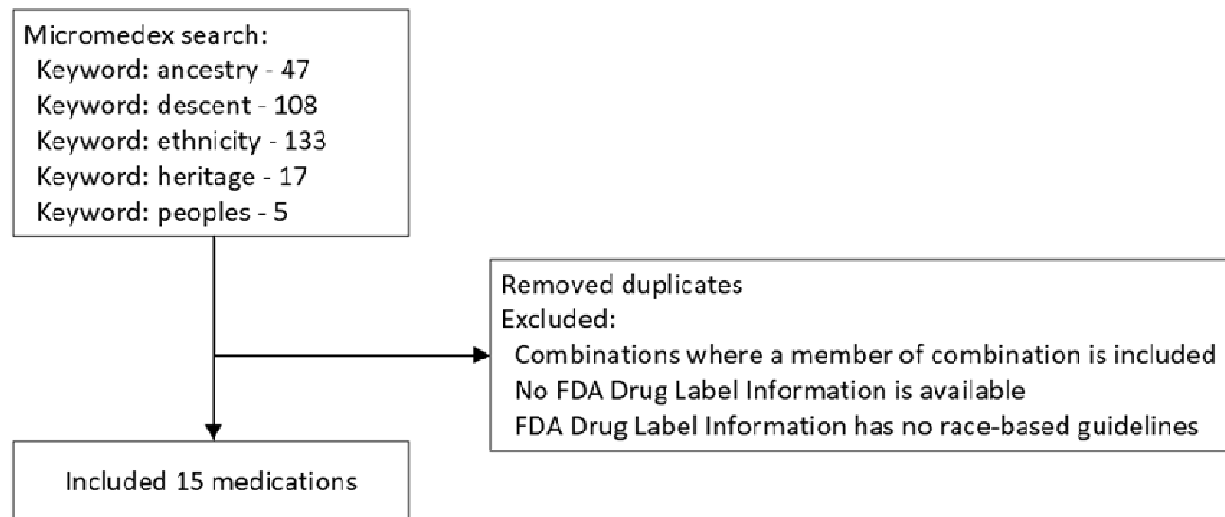 Micromedex search:
Keyword: ancestry - 47
Keyword: descent - 108
Keyword: ethnicity - 133
Keyword: heritage - 17
Keyword: peoples - 5
Removed duplicates
Excluded:
Combinations where a member of combination is included
No FDA Drug Label Information is available
FDA Drug Label Information has no race-based guidelines
Included 15 medications